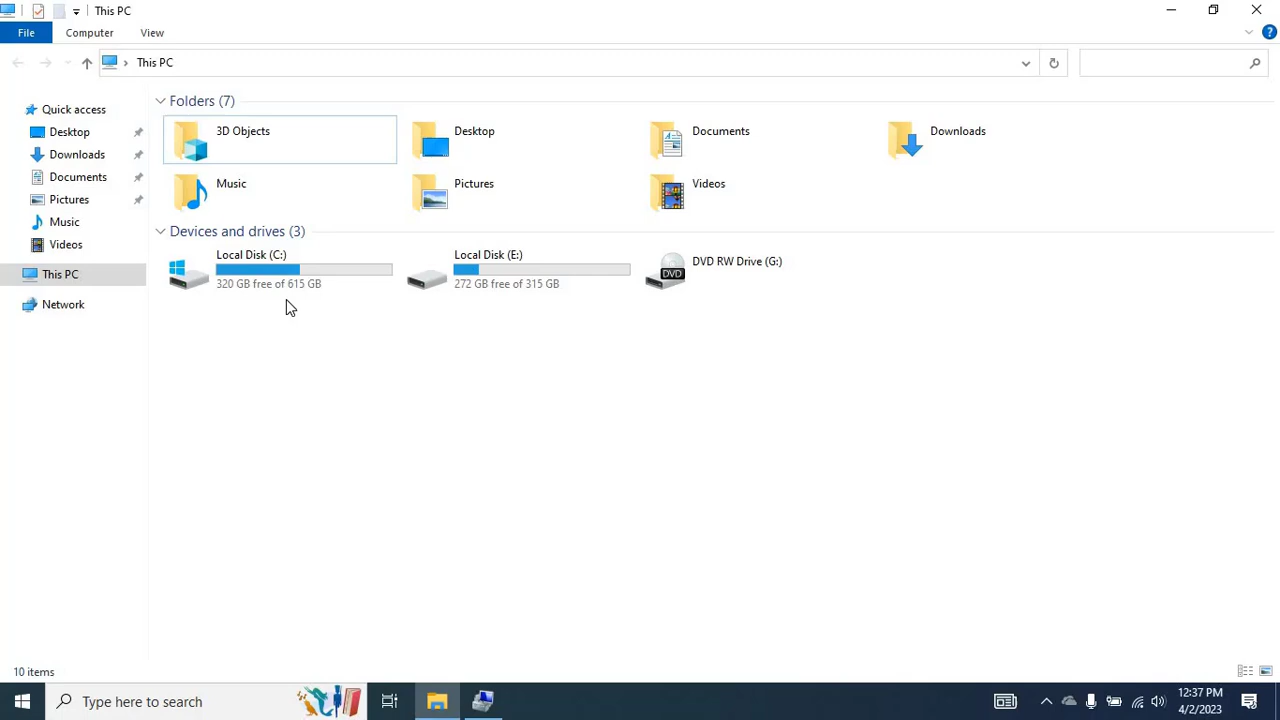 This PC
File
Computer
View
This PC
Quick access
Desktop
Downloads
Documents
Pictures
Music
Videos
This PC
Network
Folders (7)
3D Objects
Desktop
Documents
Downloads
Music
Pictures
Videos
Devices and drives (3)
Local Disk (C:)
320 GB free of 615 GB
Local Disk (E:)
272 GB free of 315 GB
DVD RW Drive (G:)
DVD
10 items
Type here to search
12:37 PM
4/2/2023